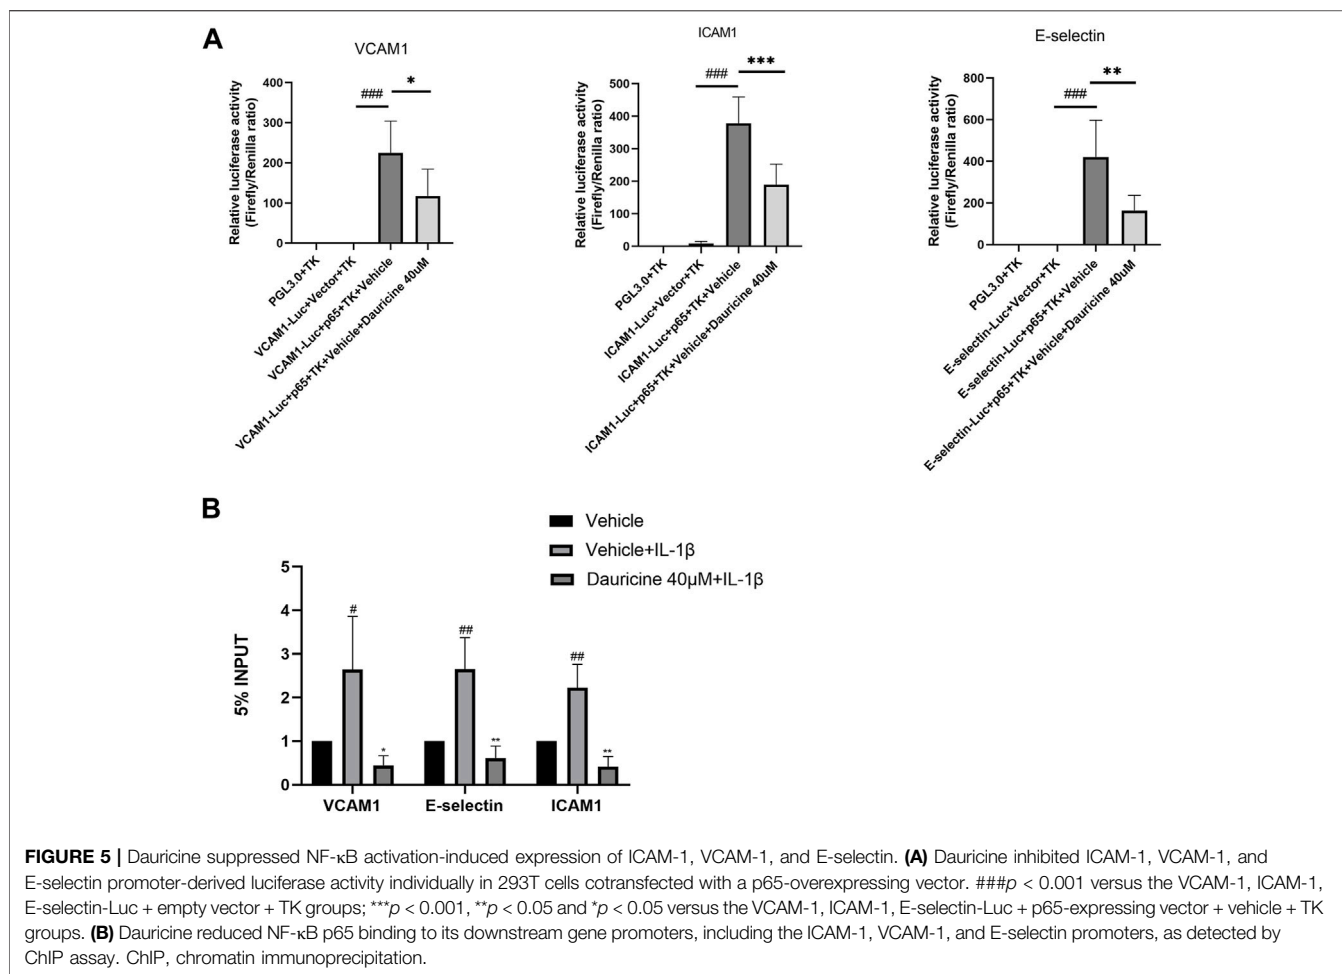 A
VCAM1
Relative luciferase activity
(Firefly/Renilla ratio)
400
300
200
100
0
###
*
PGL3.0+TK
VCAM1-Luc+Vector+TK
VCAM1-Luc+p65+TK+Vehicle
VCAM1-Luc+p65+TK+Vehicle+Dauricine 40uM
ICAM1
Relative luciferase activity
(Firefly/Renilla ratio)
500
400
300
200
100
0
###
***
PGL3.0+TK
ICAM1-Luc+Vector+TK
ICAM1-Luc+p65+TK+Vehicle
ICAM1-Luc+p65+TK+Vehicle+Dauricine 40uM
E-selectin
Relative luciferase activity
(Firefly/Renilla ratio)
800
600
400
200
0
###
**
PGL3.0+TK
E-selectin-Luc+Vector+TK
E-selectin-Luc+p65+TK+Vehicle
E-selectin-Luc+p65+TK+Vehicle+Dauricine 40uM
B
Vehicle
Vehicle+IL-1β
Dauricine 40μM+IL-1β
5% INPUT
5
4
3
2
1
0
#
*
##
**
##
**
VCAM1
E-selectin
ICAM1
FIGURE 5 | Dauricine suppressed NF-κB activation-induced expression of ICAM-1, VCAM-1, and E-selectin. (A) Dauricine inhibited ICAM-1, VCAM-1, and
E-selectin promoter-derived luciferase activity individually in 293T cells cotransfected with a p65-overexpressing vector. ###p < 0.001 versus the VCAM-1, ICAM-1,
E-selectin-Luc + empty vector + TK groups; ***p < 0.001, **p < 0.05 and *p < 0.05 versus the VCAM-1, ICAM-1, E-selectin-Luc + p65-expressing vector + vehicle + TK
groups. (B) Dauricine reduced NF-κB p65 binding to its downstream gene promoters, including the ICAM-1, VCAM-1, and E-selectin promoters, as detected by
ChIP assay. ChIP, chromatin immunoprecipitation.